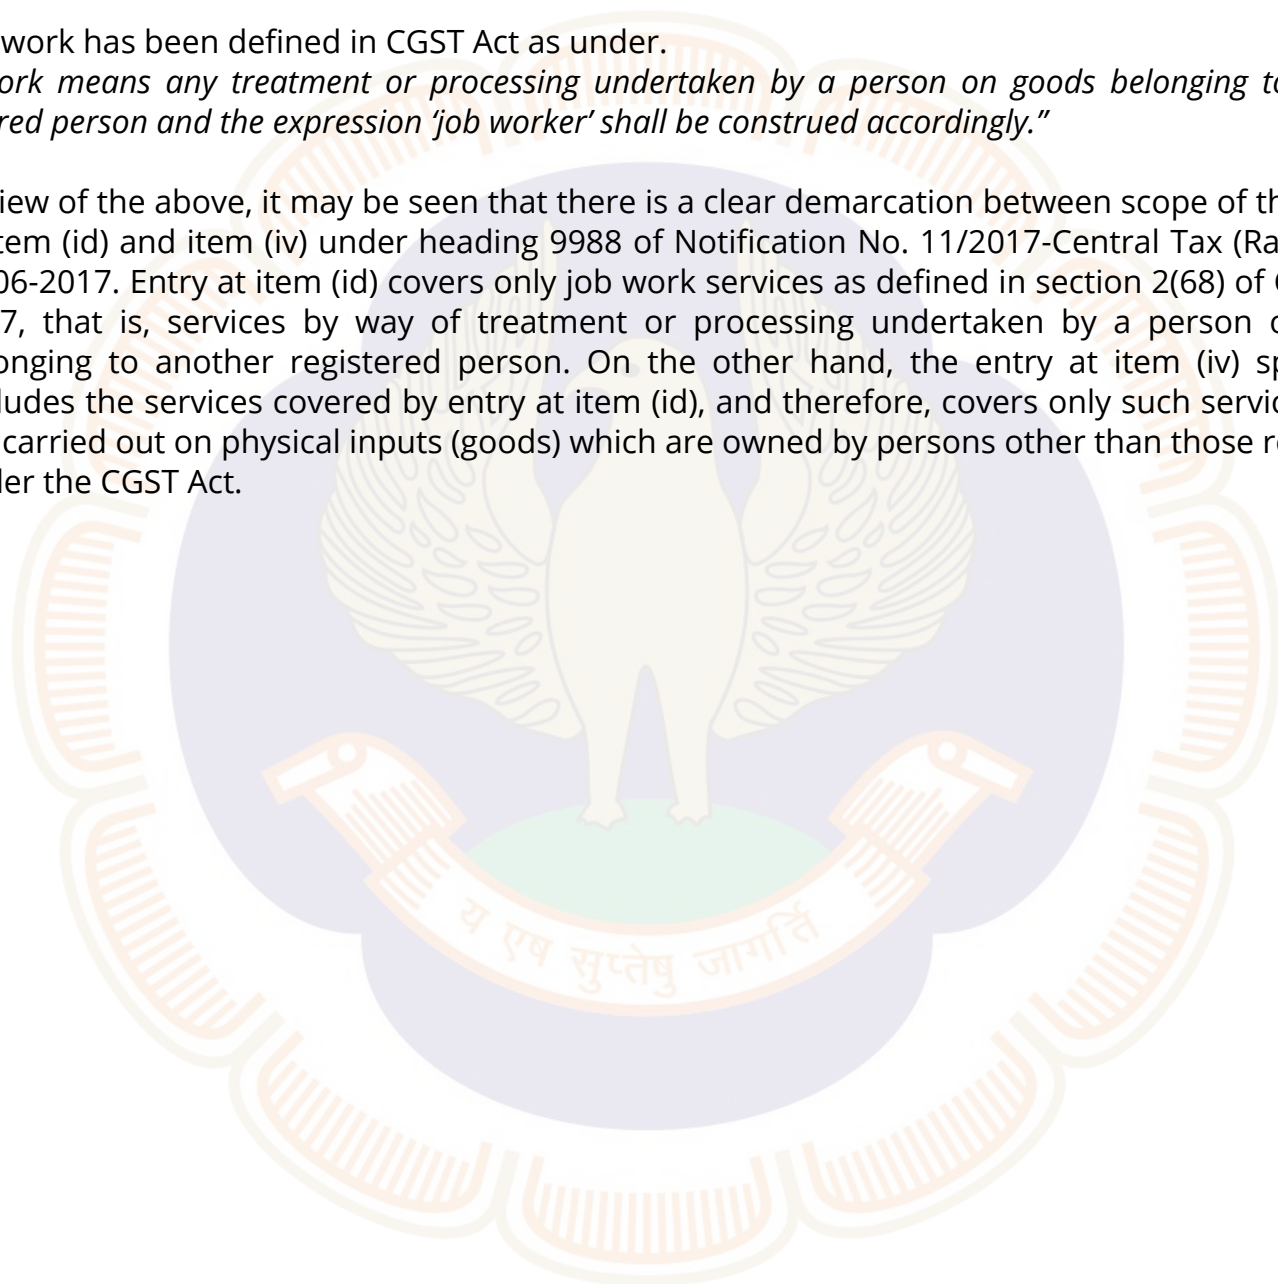 work has been defined in CGST Act as under.
ork means any treatment or processing undertaken by a person on goods belonging to
red person and the expression ‘job worker’ shall be construed accordingly.”
iew of the above, it may be seen that there is a clear demarcation between scope of th
tem (id) and item (iv) under heading 9988 of Notification No. 11/2017-Central Tax (Ra
06-2017. Entry at item (id) covers only job work services as defined in section 2(68) of
7, that is, services by way of treatment or processing undertaken by a person o
onging to another registered person. On the other hand, the entry at item (iv) sp
ludes the services covered by entry at item (id), and therefore, covers only such servic
carried out on physical inputs (goods) which are owned by persons other than those re
er the CGST Act.
य एष सुप्तेषु जागर्ति